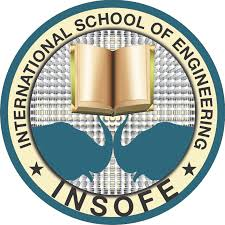 INTERNATIONAL SCHOOL OF ENGINEERING
INSOFE